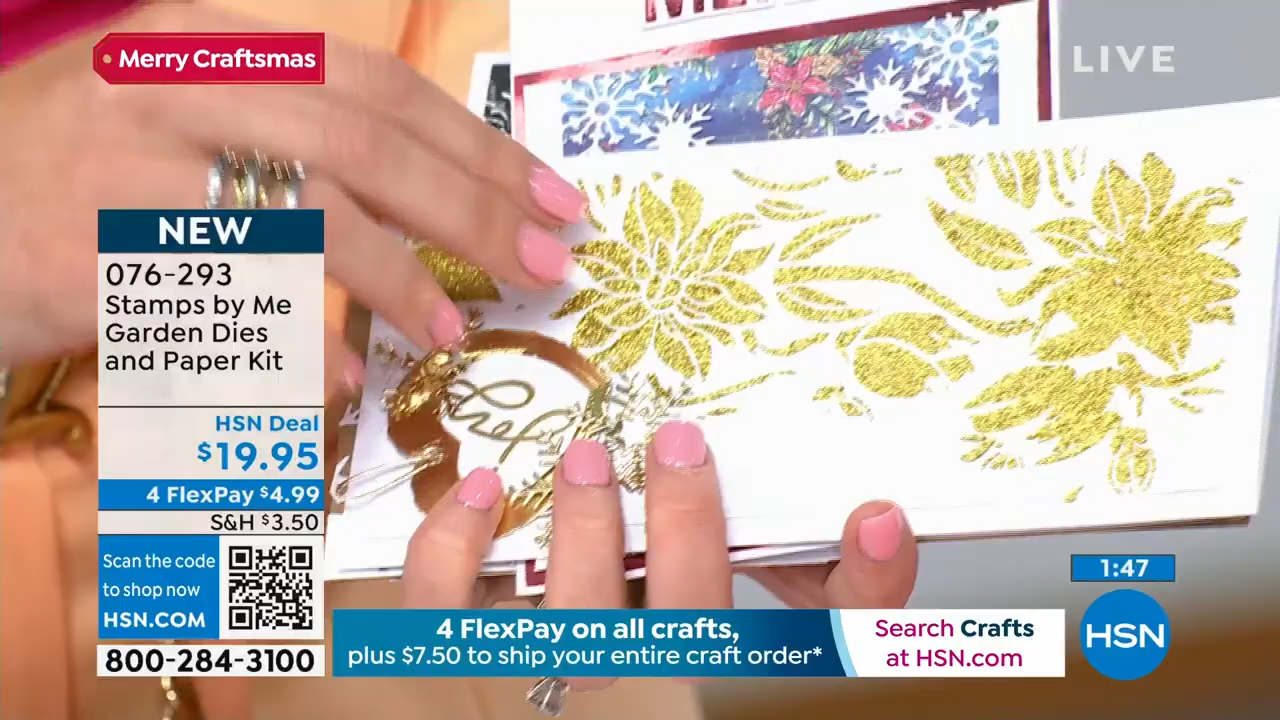 Merry Craftsmas
LIVE
NEW
076-293
Stamps by Me
Garden Dies
and Paper Kit
HSN Deal
$19.95
4 FlexPay $4.99
S&H $3.50
Scan the code
to shop now
HSN.COM
800-284-3100
4 FlexPay on all crafts,
plus $7.50 to ship your entire craft order*
Search Crafts
at HSN.com
1:47
HSN